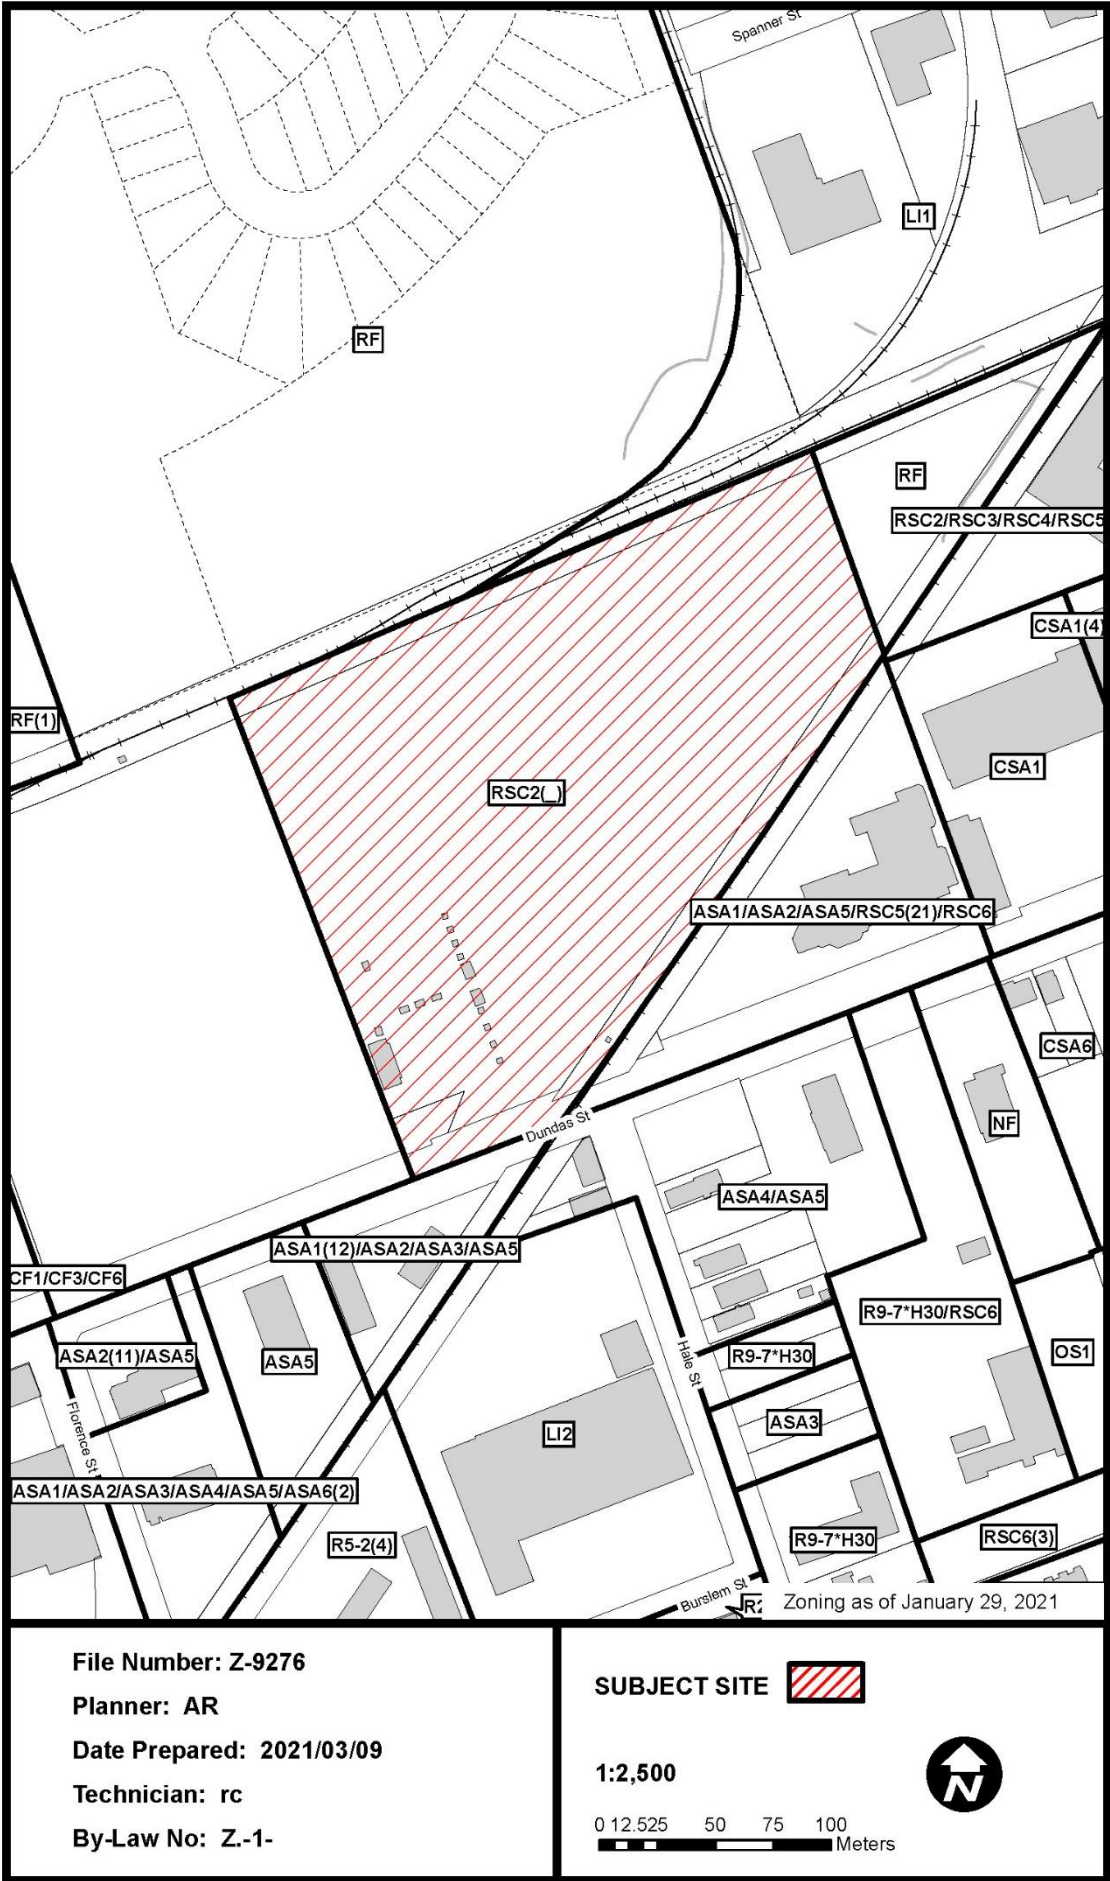 Spanner St
LI1
RF
RF
RSC2/RSC3/RSC4/RSC5
CSA1(4)
RF(1)
CSA1
RSC2(_)
ASA1/ASA2/ASA5/RSC5(21)/RSC6
CSA6
NF
Dundas St
ASA4/ASA5
ASA1(12)/ASA2/ASA3/ASA5
CF1/CF3/CF6
R9-7*H30/RSC6
ASA2(11)/ASA5
ASA5
Hale St
R9-7*H30
OS1
Florence St
ASA3
LI2
ASA1/ASA2/ASA3/ASA4/ASA5/ASA6(2)
R5-2(4)
R9-7*H30
RSC6(3)
Burslem St
R2
Zoning as of January 29, 2021
File Number: Z-9276
Planner: AR
Date Prepared: 2021/03/09
Technician: rc
By-Law No: Z.-1-
SUBJECT SITE
1:2,500
N
0 12.525 50 75 100
Meters